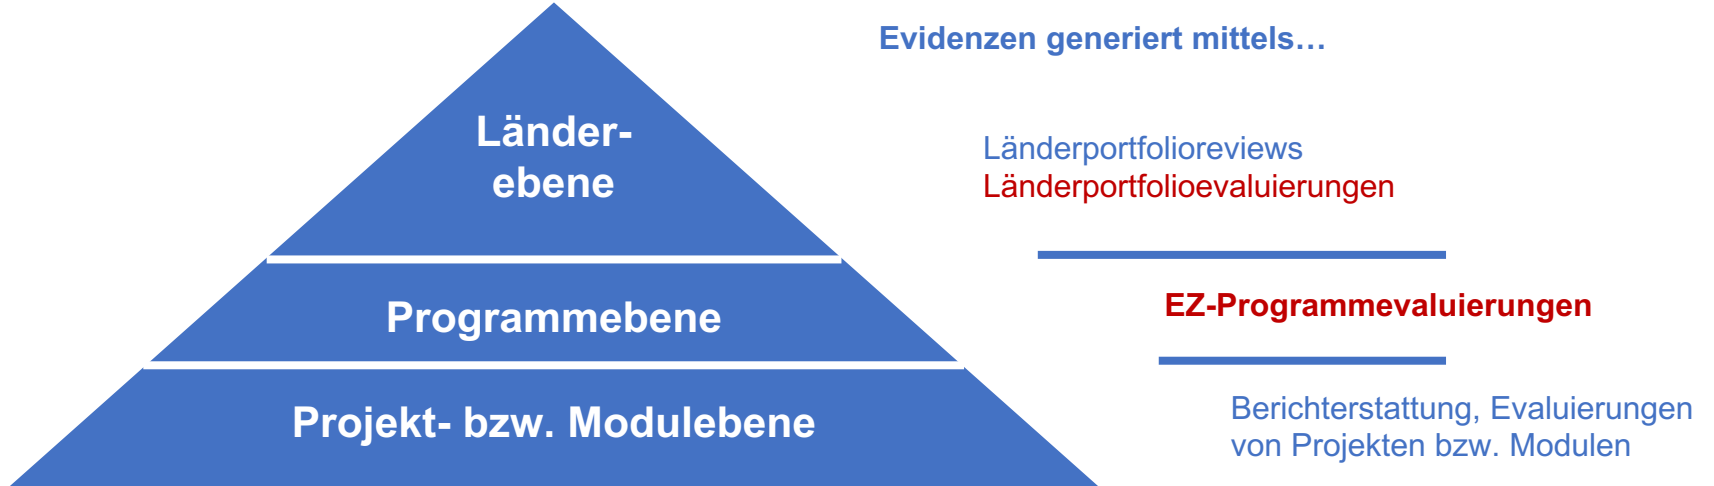 Evidenzen generiert mittels…
Länder-
ebene
Länderportfolioreviews
Länderportfolioevaluierungen
Programmebene
EZ-Programmevaluierungen
Projekt- bzw. Modulebene
Berichterstattung, Evaluierungen
von Projekten bzw. Modulen